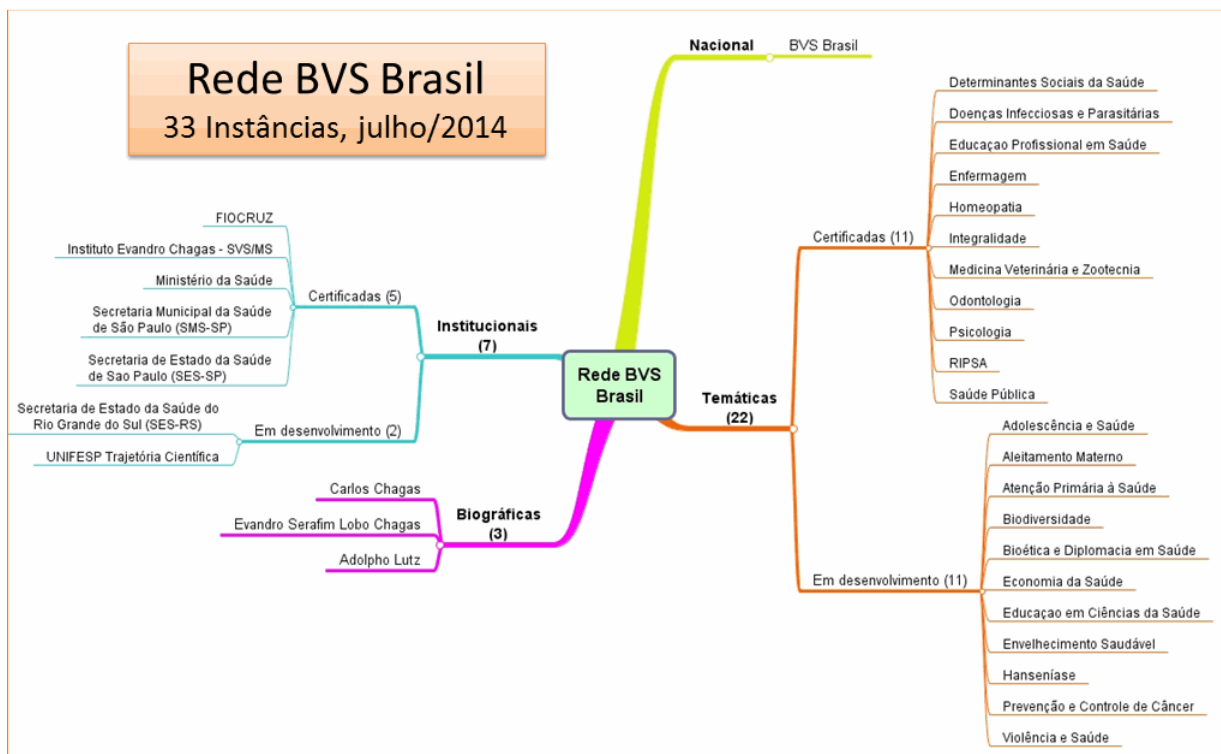 Rede BVS Brasil
33 Instâncias, julho/2014
Nacional
BVS Brasil
Determinantes Sociais da Saúde
Doenças Infecciosas e Parasitárias
Educaçao Profissional em Saúde
Enfermagem
Homeopatia
Certificadas (11)
Integralidade
Medicina Veterinária e Zootecnia
Odontologia
Psicologia
RIPSA
Saúde Pública
FIOCRUZ
Instituto Evandro Chagas - SVS/MS
Ministério da Saúde
Certificadas (5)
Secretaria Municipal da Saúde
de São Paulo (SMS-SP)
Secretaria de Estado da Saúde
de Sao Paulo (SES-SP)
Institucionais
(7)
Rede BVS
Brasil
Temáticas
(22)
Secretaria de Estado da Saúde do
Rio Grande do Sul (SES-RS)
Em desenvolvimento (2)
UNIFESP Trajetória Científica
Carlos Chagas
Evandro Serafim Lobo Chagas
Adolpho Lutz
Biográficas
(3)
Adolescência e Saúde
Aleitamento Materno
Atenção Primária á Saúde
Biodiversidade
Bioética e Diplomacia em Saúde
Em desenvolvimento (11)
Economia da Saúde
Educaçao em Ciências da Saúde
Envelhecimento Saudável
Hanseníase
Prevenção e Controle de Câncer
Violência e Saúde